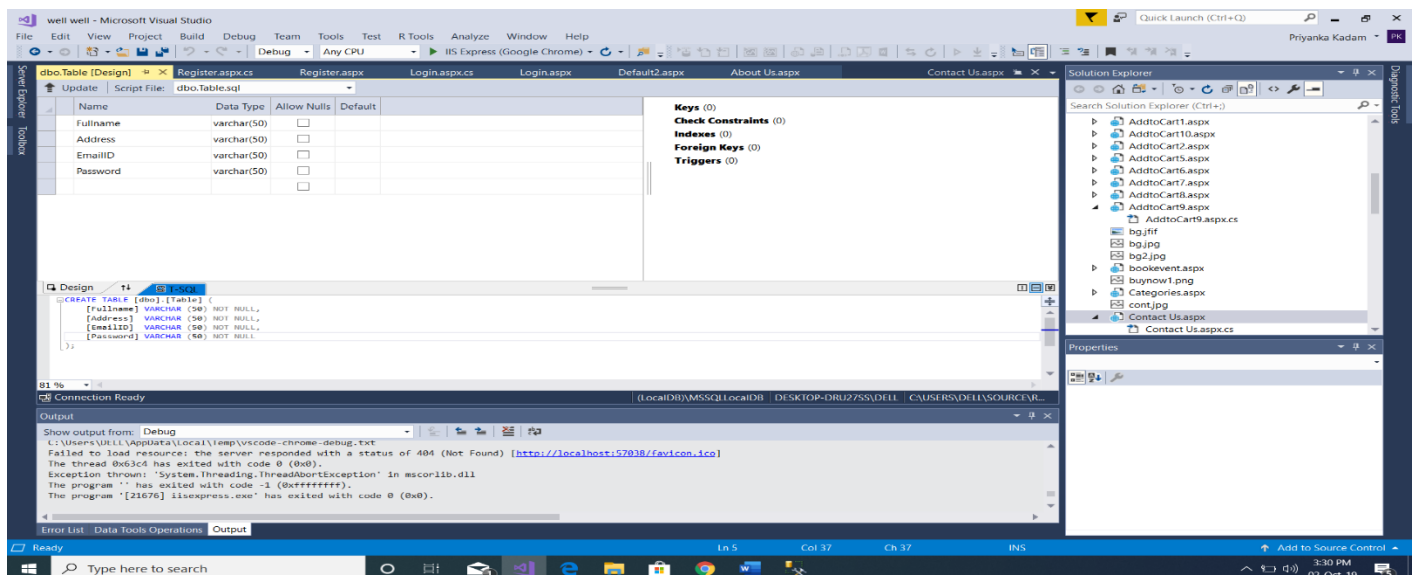 well well - Microsoft Visual Studio
Quick Launch (Ctrl+Q)
File Edit View Project Build Debug Team Tools Test R Tools Analyze Window Help
Priyanka Kadam PK
Debug Any CPU IIS Express (Google Chrome)
Server Explorer
Toolbox
dbo.Table [Design] Register.aspx.cs Register.aspx Login.aspx.cs Login.aspx Default2.aspx About Us.aspx Contact Us.aspx
Update Script File: dbo.Table.sql
Name Data Type Allow Nulls Default
Fullname varchar(50)
Address varchar(50)
EmailID varchar(50)
Password varchar(50)
Keys (0)
Check Constraints (0)
Indexes (0)
Foreign Keys (0)
Triggers (0)
Design T-SQL
CREATE TABLE [dbo].[Table] (
[Fullname] VARCHAR (50) NOT NULL,
[Address] VARCHAR (50) NOT NULL,
[EmailID] VARCHAR (50) NOT NULL,
[Password] VARCHAR (50) NOT NULL
);
81 %
Connection Ready (LocalDB)\MSSQLLocalDB DESKTOP-DRU27SS\DELL C:\USERS\DELL\SOURCE\R...
Output
Show output from: Debug
C:\Users\DELL\AppData\Local\Temp\vscode-chrome-debug.txt
Failed to load resource: the server responded with a status of 404 (Not Found) [http://localhost:57038/favicon.ico]
The thread 0x63c4 has exited with code 0 (0x0).
Exception thrown: 'System.Threading.ThreadAbortException' in mscorlib.dll
The program '' has exited with code -1 (0xffffffff).
The program '[21676] iisexpress.exe' has exited with code 0 (0x0).
Error List Data Tools Operations Output
Solution Explorer
Search Solution Explorer (Ctrl+;)
AddtoCart1.aspx
AddtoCart10.aspx
AddtoCart2.aspx
AddtoCart5.aspx
AddtoCart6.aspx
AddtoCart7.aspx
AddtoCart8.aspx
AddtoCart9.aspx
AddtoCart9.aspx.cs
bg.jfif
bg.jpg
bg2.jpg
bookevent.aspx
buynow1.png
Categories.aspx
cont.jpg
Contact Us.aspx
Contact Us.aspx.cs
Properties
Diagnostic Tools
Ready Ln 5 Col 37 Ch 37 INS Add to Source Control
Type here to search
3:30 PM
02-Oct-19